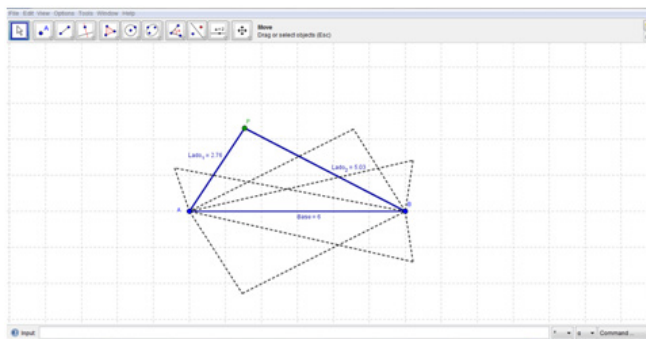 File Edit View Options Tools Window Help
A
a=2
Move
Drag or select objects (Esc)
P
Lado₁ = 2.76
Lado₂ = 5.03
A
B
Base = 6
Input:
Command ...